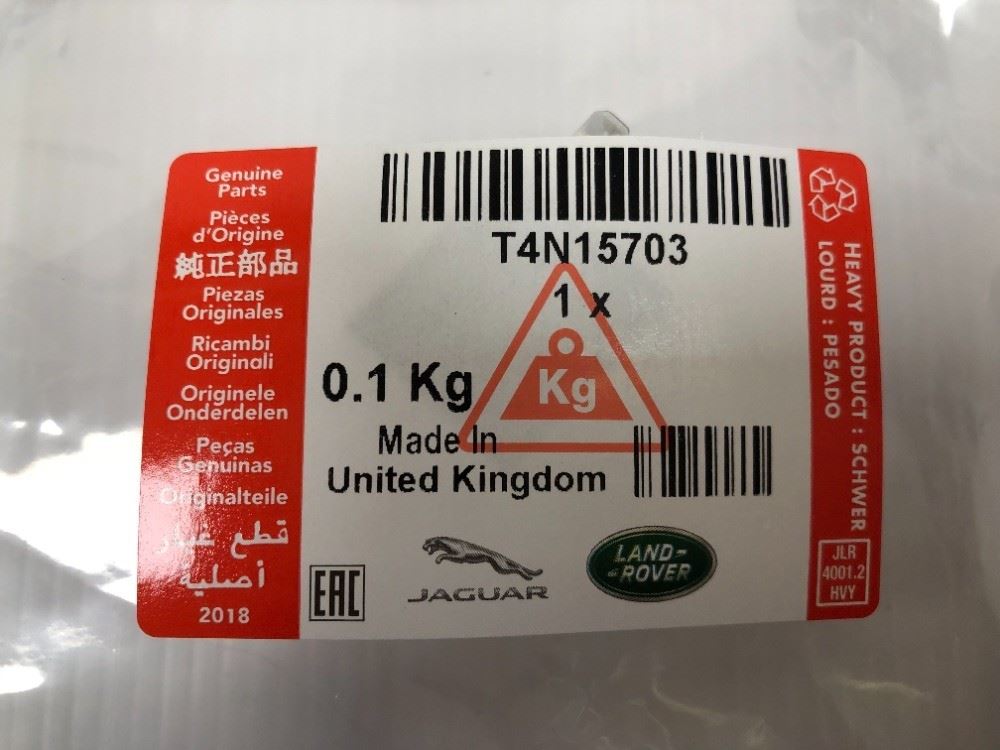 Genuine
Parts
Pièces
d'Origine
純正部品
Piezas
Originales
Ricambi
Originali
Originele
Onderdelen
Peças
Genuinas
Originalteile
قطع غيار
أصلية
2018
T4N15703
1 x
0.1 Kg
Kg
Made In
United Kingdom
EAC
JAGUAR
LAND-
ROVER
HEAVY PRODUCT : SCHWER
LOURD : PESADO
JLR
4001.2
HVY